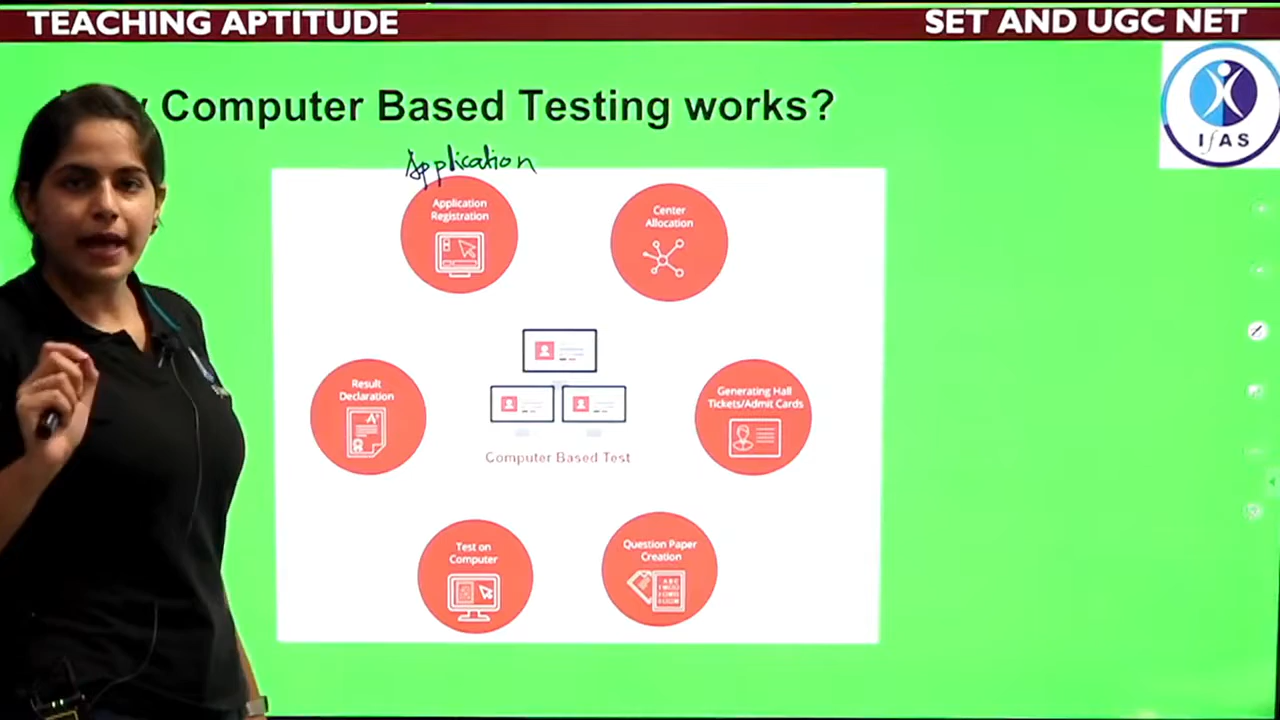 TEACHING APTITUDE
SET AND UGC NET
Computer Based Testing works?
IfAS
Application
Application
Registration
Center
Allocation
Result
Declaration
A+
Generating Hall
Tickets/Admit Cards
Computer Based Test
Test on
Computer
Question Paper
Creation